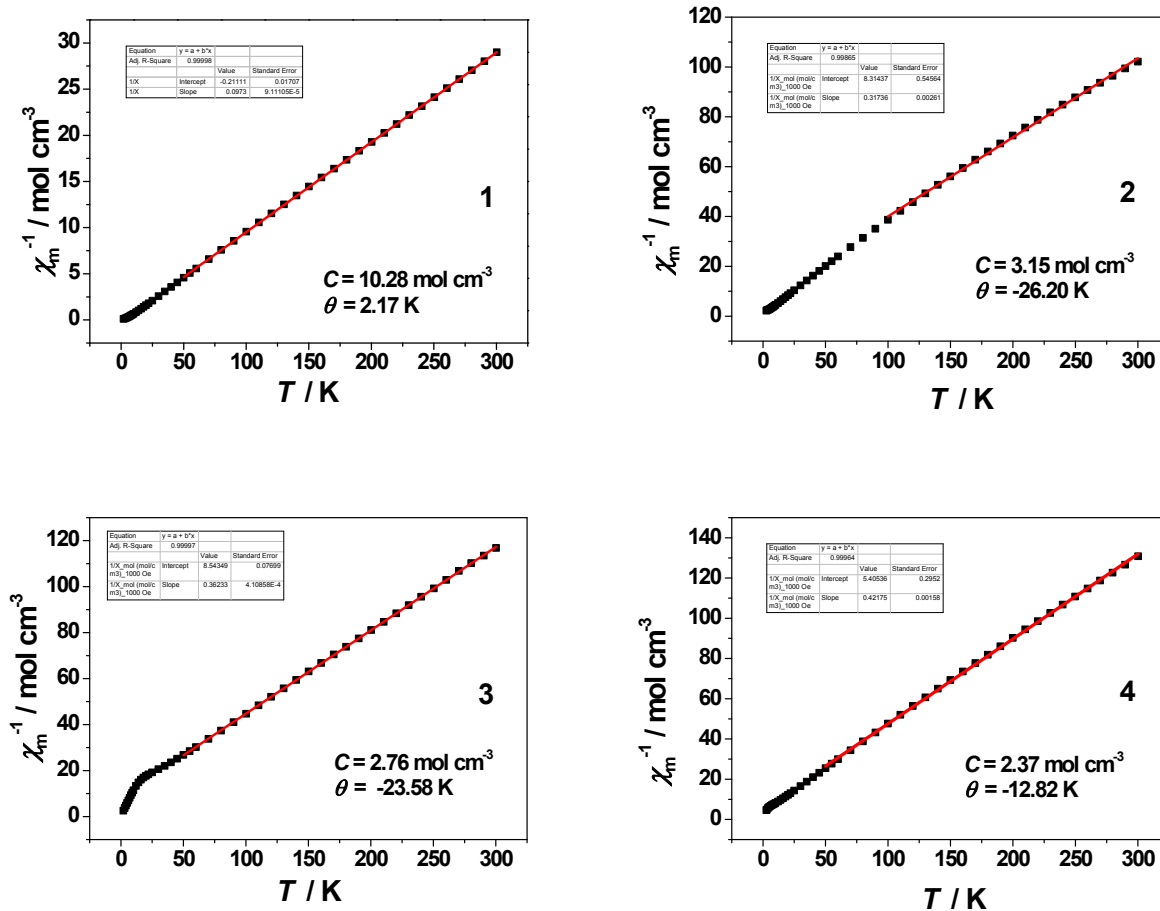 Equation y = a + b*x
Adj. R-Square 0.99998
Value Standard Error
1/X Intercept -0.21111 0.01707
1/X Slope 0.0973 9.11105E-5
30
25
20
15
10
5
0
χm⁻¹ / mol cm⁻³
1
C = 10.28 mol cm⁻³
θ = 2.17 K
0 50 100 150 200 250 300
T / K
Equation y = a + b*x
Adj. R-Square 0.99865
Value Standard Error
1/X_mol (mol/c Intercept 8.31437 0.54564
m3)_1000 Oe
1/X_mol (mol/c Slope 0.31736 0.00261
m3)_1000 Oe
120
100
80
60
40
20
0
χm⁻¹ / mol cm⁻³
2
C = 3.15 mol cm⁻³
θ = -26.20 K
0 50 100 150 200 250 300
T / K
Equation y = a + b*x
Adj. R-Square 0.99997
Value Standard Error
1/X_mol (mol/c Intercept 8.54349 0.07699
m3)_1000 Oe
1/X_mol (mol/c Slope 0.36233 4.10858E-4
m3)_1000 Oe
120
100
80
60
40
20
0
χm⁻¹ / mol cm⁻³
3
C = 2.76 mol cm⁻³
θ = -23.58 K
0 50 100 150 200 250 300
T / K
Equation y = a + b*x
Adj. R-Square 0.99964
Value Standard Error
1/X_mol (mol/c Intercept 5.40536 0.2952
m3)_1000 Oe
1/X_mol (mol/c Slope 0.42175 0.00158
m3)_1000 Oe
140
120
100
80
60
40
20
0
χm⁻¹ / mol cm⁻³
4
C = 2.37 mol cm⁻³
θ = -12.82 K
0 50 100 150 200 250 300
T / K